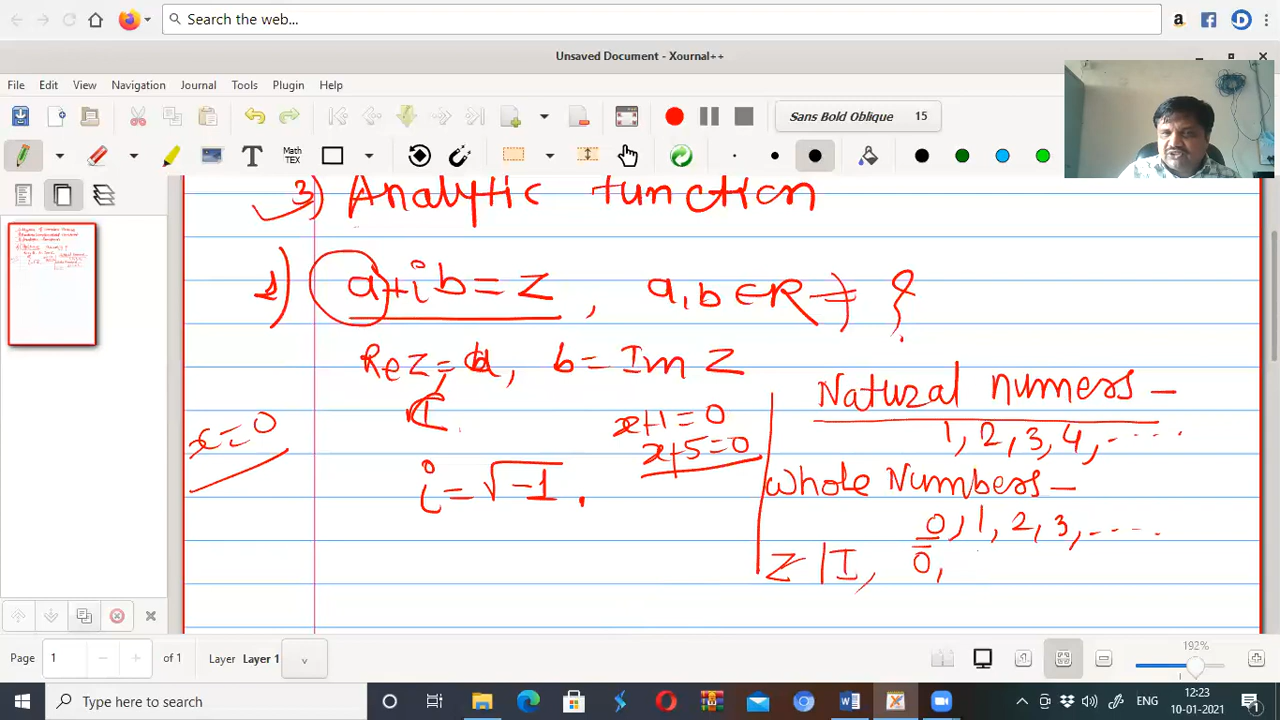 Search the web...
Unsaved Document - Xournal++
File Edit View Navigation Journal Tools Plugin Help
Sans Bold Oblique 15
Math TEX
3) Analytic function
1) a+ib=z, a,b∈R ⇒ ?
Re z = a, b = Im z
x=0
x+1=0
x+5=0
i=√-1.
Natural numers -
1, 2, 3, 4, ....
Whole Numbers -
0, 1, 2, 3, ....
Z | I, 0,
192%
Page 1 of 1 Layer Layer 1
Type here to search
ENG
12:23
10-01-2021